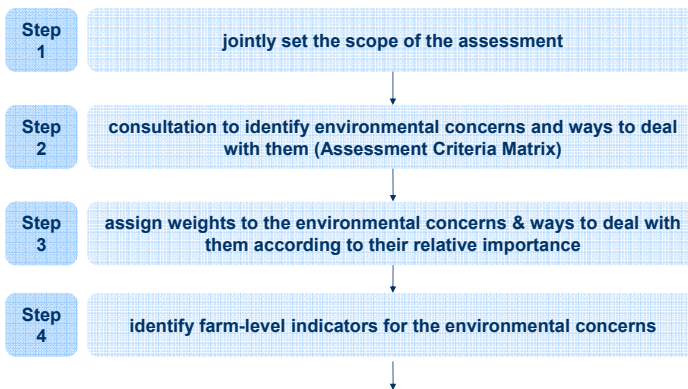 Step
1
jointly set the scope of the assessment
Step
2
consultation to identify environmental concerns and ways to deal
with them (Assessment Criteria Matrix)
Step
3
assign weights to the environmental concerns & ways to deal with
them according to their relative importance
Step
4
identify farm-level indicators for the environmental concerns